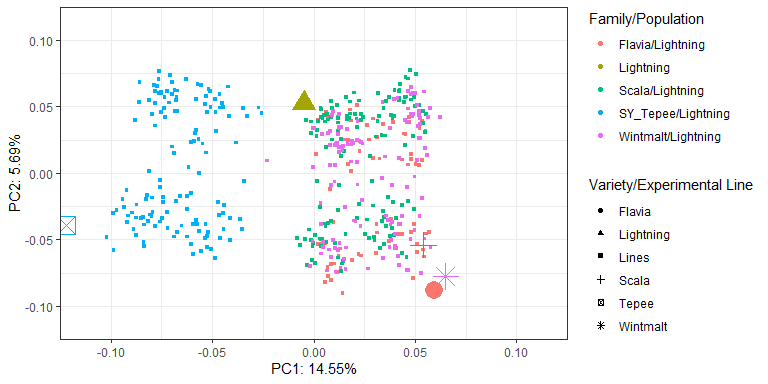 0.10
0.05
0.00
-0.05
-0.10
PC2: 5.69%
-0.10
-0.05
0.00
0.05
0.10
PC1: 14.55%
Family/Population
Flavia/Lightning
Lightning
Scala/Lightning
SY_Tepee/Lightning
Wintmalt/Lightning
Variety/Experimental Line
Flavia
Lightning
Lines
Scala
Tepee
Wintmalt